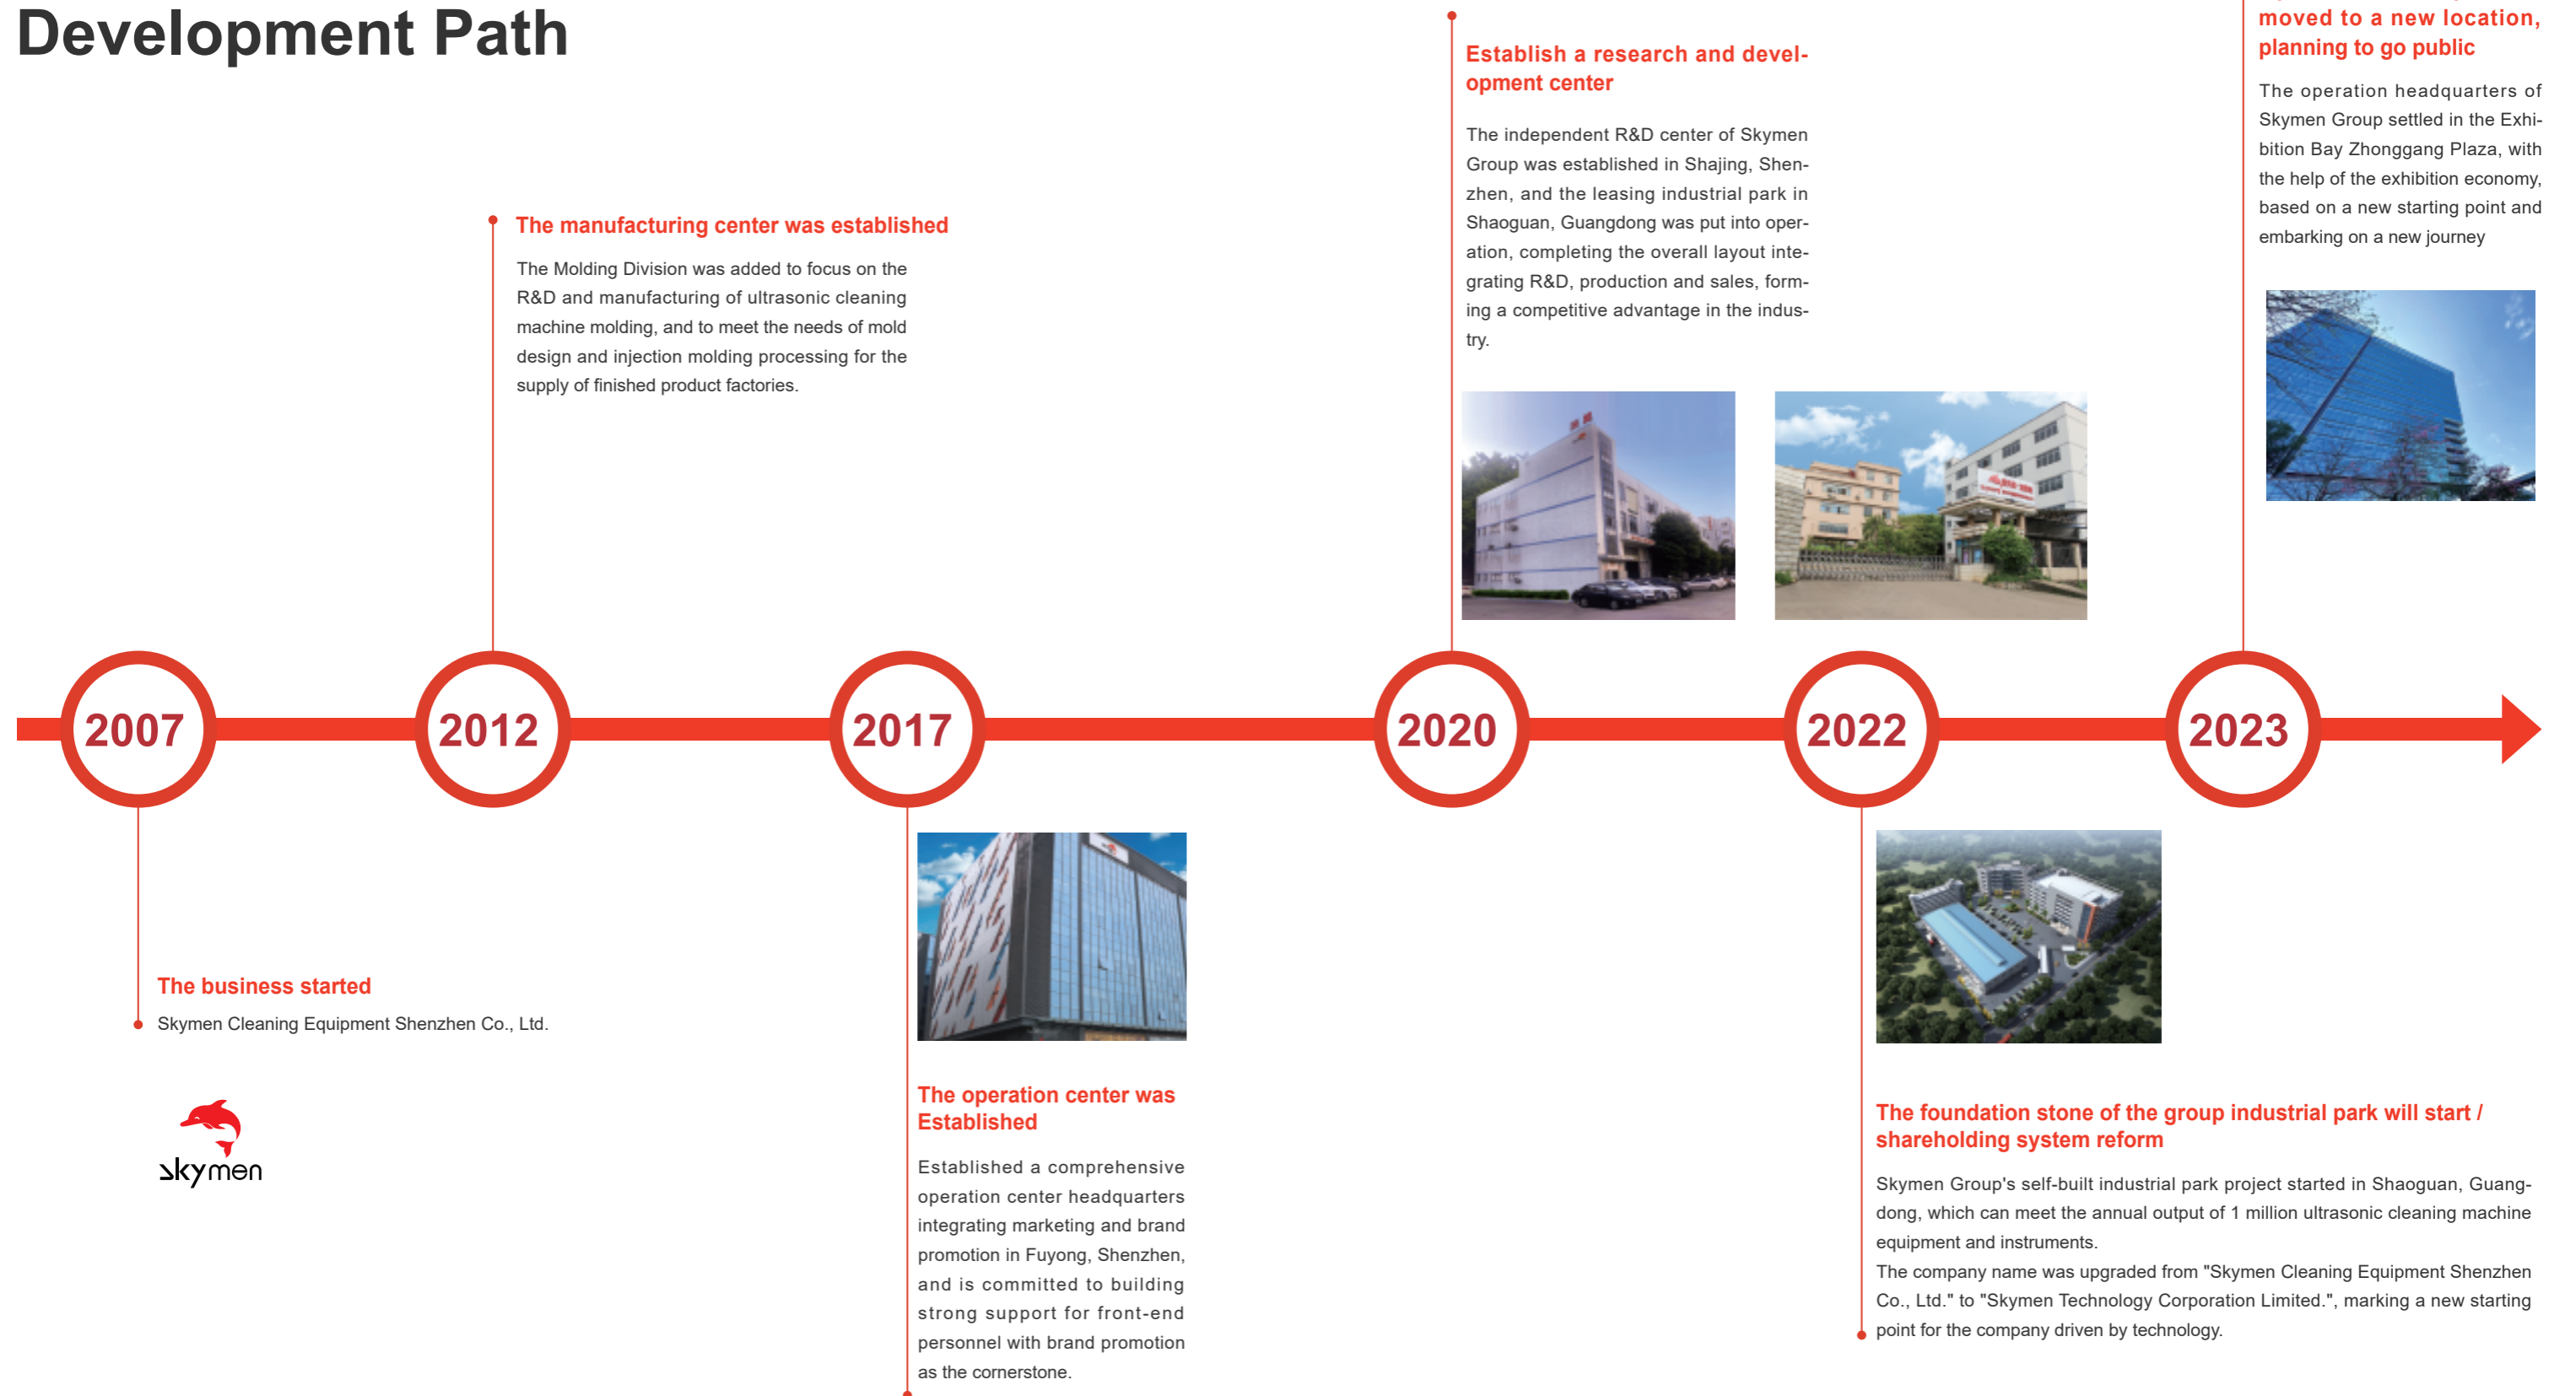 Development Path
moved to a new location,
planning to go public
The operation headquarters of
Skymen Group settled in the Exhi-
bition Bay Zhonggang Plaza, with
the help of the exhibition economy,
based on a new starting point and
embarking on a new journey
Establish a research and devel-
opment center
The independent R&D center of Skymen
Group was established in Shajing, Shen-
zhen, and the leasing industrial park in
Shaoguan, Guangdong was put into oper-
ation, completing the overall layout inte-
grating R&D, production and sales, form-
ing a competitive advantage in the indus-
try.
The manufacturing center was established
The Molding Division was added to focus on the
R&D and manufacturing of ultrasonic cleaning
machine molding, and to meet the needs of mold
design and injection molding processing for the
supply of finished product factories.
2007
2012
2017
2020
2022
2023
The business started
Skymen Cleaning Equipment Shenzhen Co., Ltd.
skymen
The operation center was
Established
Established a comprehensive
operation center headquarters
integrating marketing and brand
promotion in Fuyong, Shenzhen,
and is committed to building
strong support for front-end
personnel with brand promotion
as the cornerstone.
The foundation stone of the group industrial park will start /
shareholding system reform
Skymen Group's self-built industrial park project started in Shaoguan, Guang-
dong, which can meet the annual output of 1 million ultrasonic cleaning machine
equipment and instruments.
The company name was upgraded from "Skymen Cleaning Equipment Shenzhen
Co., Ltd." to "Skymen Technology Corporation Limited.", marking a new starting
point for the company driven by technology.